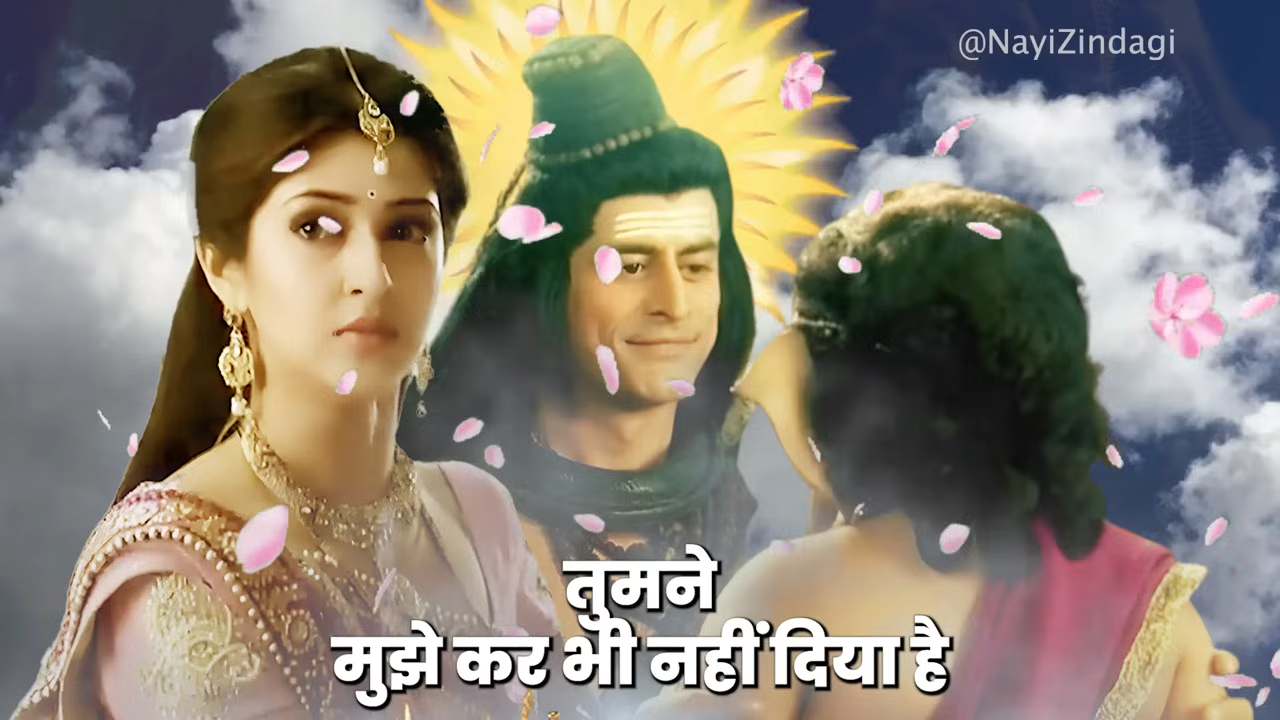 @NayiZindagi
तुमने
मुझे कर भी नहीं दिया है